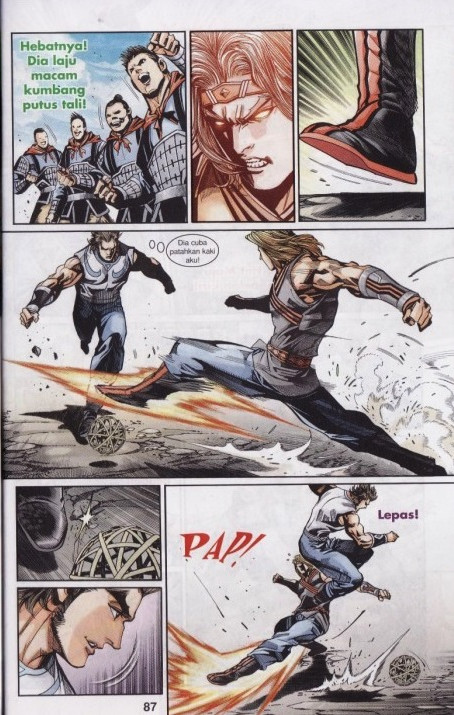 Hebatnya!
Dia laju
macam
kumbang
putus tali!
Dia cuba
patahkan kaki
aku!
PAP!
Lepas!
87